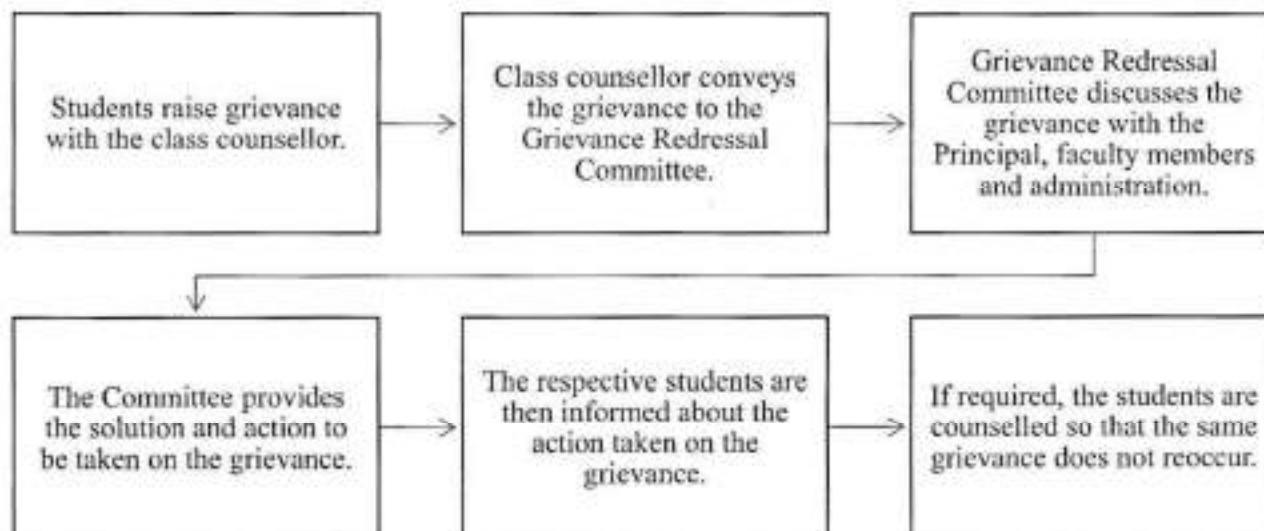 Students raise grievance
with the class counsellor.
Class counsellor conveys
the grievance to the
Grievance Redressal
Committee.
Grievance Redressal
Committee discusses the
grievance with the
Principal, faculty members
and administration.
The Committee provides
the solution and action to
be taken on the grievance.
The respective students are
then informed about the
action taken on the
grievance.
If required, the students are
counselled so that the same
grievance does not reoccur.